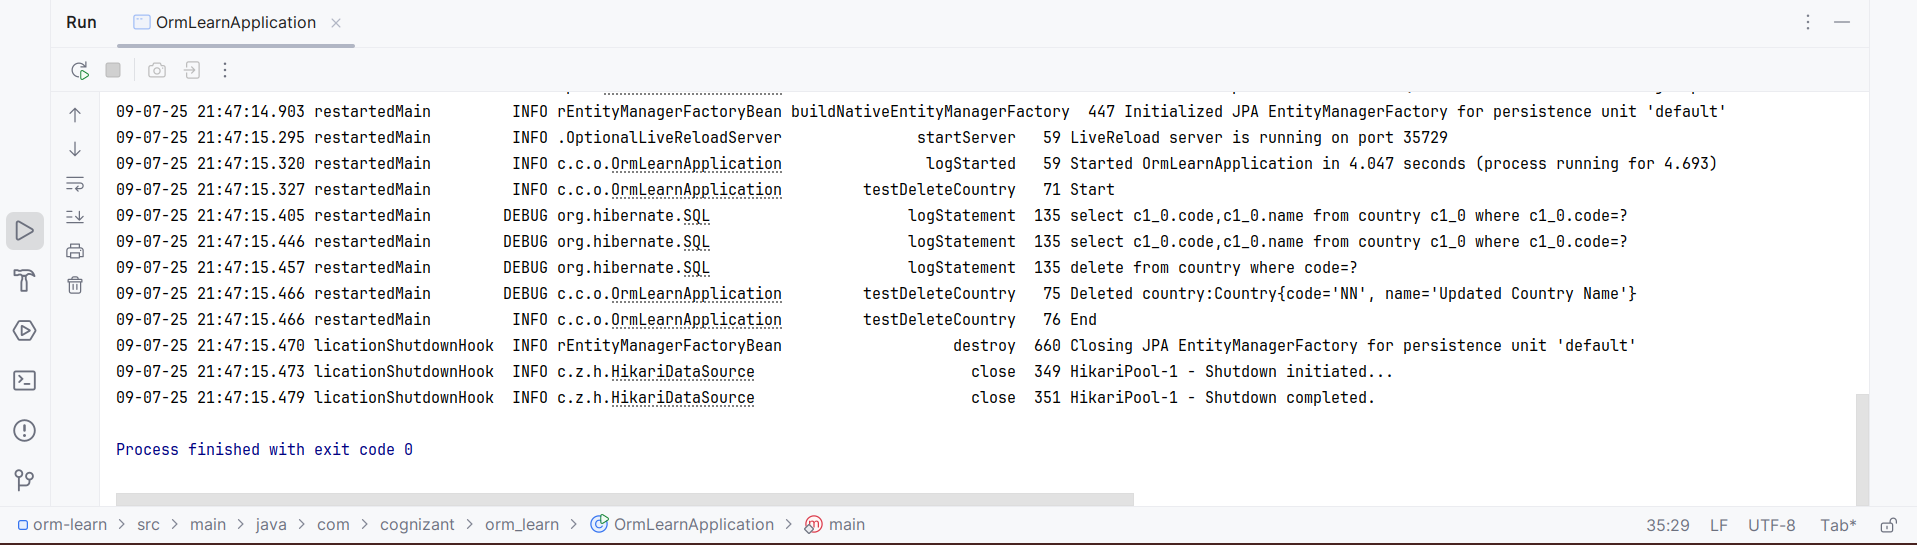 Run OrmLearnApplication
09-07-25 21:47:14.903 restartedMain INFO rEntityManagerFactoryBean buildNativeEntityManagerFactory 447 Initialized JPA EntityManagerFactory for persistence unit 'default'
09-07-25 21:47:15.295 restartedMain INFO .OptionalLiveReloadServer startServer 59 LiveReload server is running on port 35729
09-07-25 21:47:15.320 restartedMain INFO c.c.o.OrmLearnApplication logStarted 59 Started OrmLearnApplication in 4.047 seconds (process running for 4.693)
09-07-25 21:47:15.327 restartedMain INFO c.c.o.OrmLearnApplication testDeleteCountry 71 Start
09-07-25 21:47:15.405 restartedMain DEBUG org.hibernate.SQL logStatement 135 select c1_0.code,c1_0.name from country c1_0 where c1_0.code=?
09-07-25 21:47:15.446 restartedMain DEBUG org.hibernate.SQL logStatement 135 select c1_0.code,c1_0.name from country c1_0 where c1_0.code=?
09-07-25 21:47:15.457 restartedMain DEBUG org.hibernate.SQL logStatement 135 delete from country where code=?
09-07-25 21:47:15.466 restartedMain DEBUG c.c.o.OrmLearnApplication testDeleteCountry 75 Deleted country:Country{code='NN', name='Updated Country Name'}
09-07-25 21:47:15.466 restartedMain INFO c.c.o.OrmLearnApplication testDeleteCountry 76 End
09-07-25 21:47:15.470 licationShutdownHook INFO rEntityManagerFactoryBean destroy 660 Closing JPA EntityManagerFactory for persistence unit 'default'
09-07-25 21:47:15.473 licationShutdownHook INFO c.z.h.HikariDataSource close 349 HikariPool-1 - Shutdown initiated...
09-07-25 21:47:15.479 licationShutdownHook INFO c.z.h.HikariDataSource close 351 HikariPool-1 - Shutdown completed.
Process finished with exit code 0
orm-learn > src > main > java > com > cognizant > orm_learn > OrmLearnApplication > main 35:29 LF UTF-8 Tab*